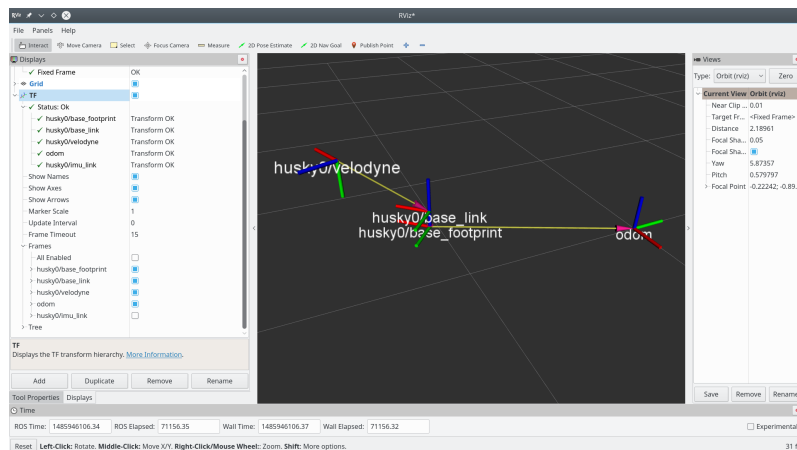 RViz*
File Panels Help
Interact Move Camera Select Focus Camera Measure 2D Pose Estimate 2D Nav Goal Publish Point
Displays
Fixed Frame OK
Grid
TF
Status: Ok
husky0/base_footprint Transform OK
husky0/base_link Transform OK
husky0/velodyne Transform OK
odom Transform OK
husky0/imu_link Transform OK
Show Names
Show Axes
Show Arrows
Marker Scale 1
Update Interval 0
Frame Timeout 15
Frames
All Enabled
husky0/base_footprint
husky0/base_link
husky0/velodyne
odom
husky0/imu_link
Tree
TF
Displays the TF transform hierarchy. More Information.
Add Duplicate Remove Rename
Tool Properties Displays
husky0/velodyne
husky0/base_link
husky0/base_footprint
odom
Views
Type: Orbit (rviz) Zero
Current View Orbit (rviz)
Near Clip ... 0.01
Target Fr... <Fixed Frame>
Distance 2.18961
Focal Sha... 0.05
Focal Sha...
Yaw 5.87357
Pitch 0.579797
Focal Point -0.22242; -0.89...
Save Remove Rename
Time
ROS Time: 1485946106.34 ROS Elapsed: 71156.35 Wall Time: 1485946106.37 Wall Elapsed: 71156.32 Experimental
Reset Left-Click: Rotate. Middle-Click: Move X/Y. Right-Click/Mouse Wheel:: Zoom. Shift: More options. 31 f